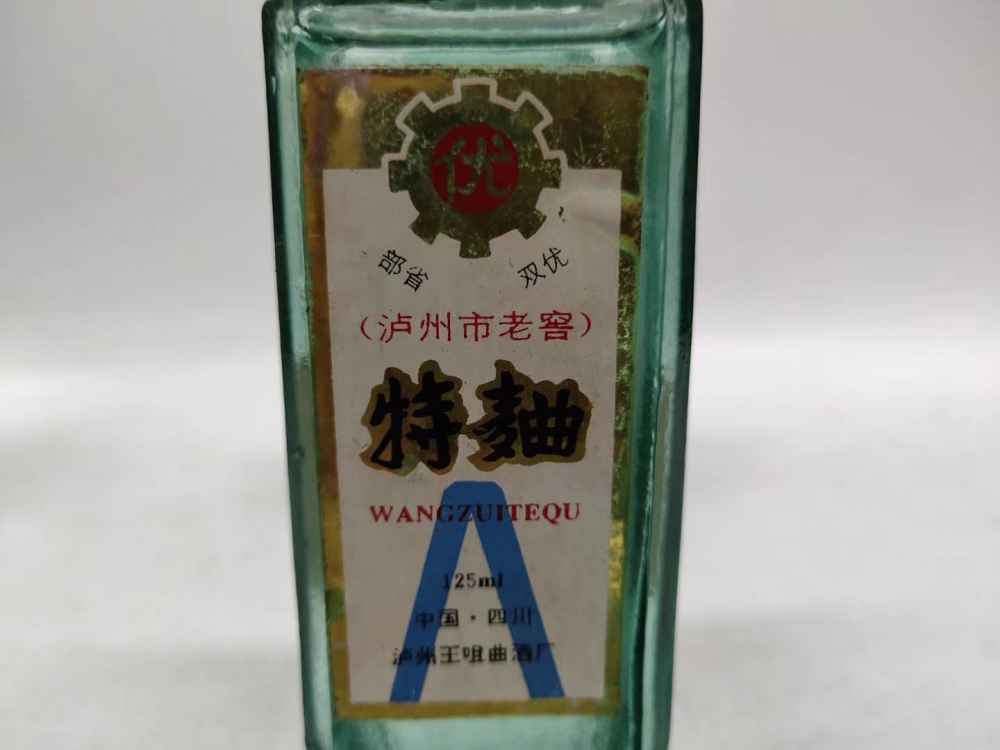 优
部省 双优
（泸州市老窖）
特麯
WANGZUITEQU
125ml
中国·四川
泸州王咀曲酒厂